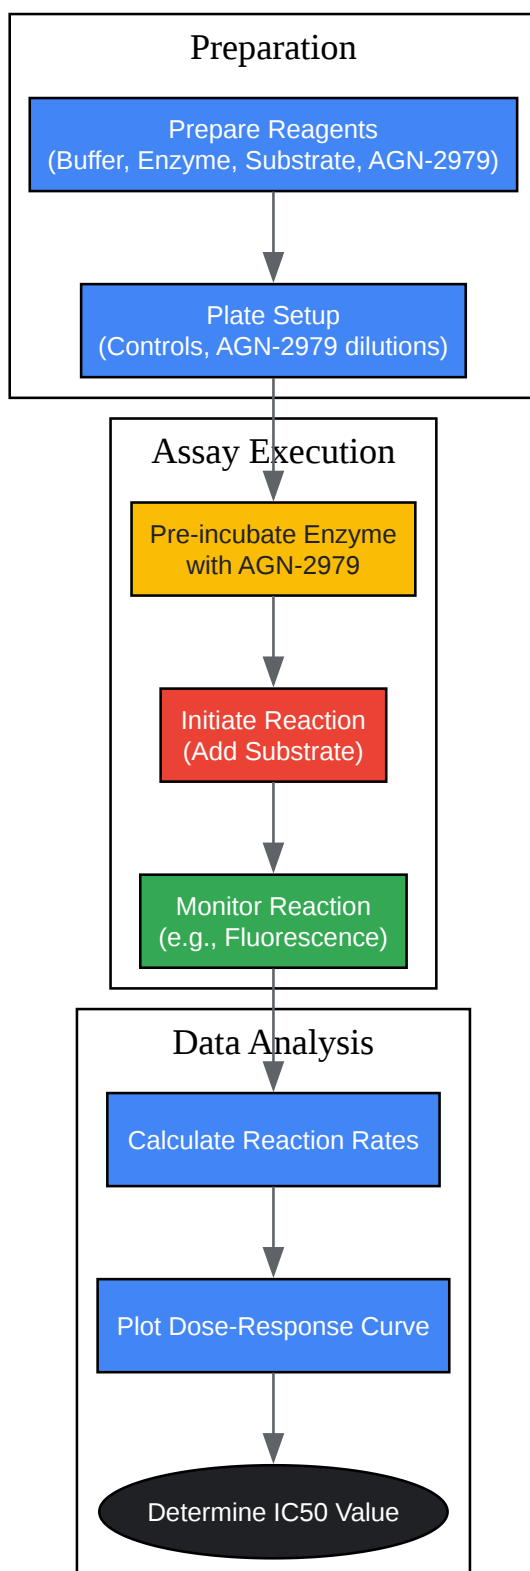 Preparation
Prepare Reagents
(Buffer, Enzyme, Substrate, AGN-2979)
Plate Setup
(Controls, AGN-2979 dilutions)
Assay Execution
Pre-incubate Enzyme
with AGN-2979
Initiate Reaction
(Add Substrate)
Monitor Reaction
(e.g., Fluorescence)
Data Analysis
Calculate Reaction Rates
Plot Dose-Response Curve
Determine IC50 Value